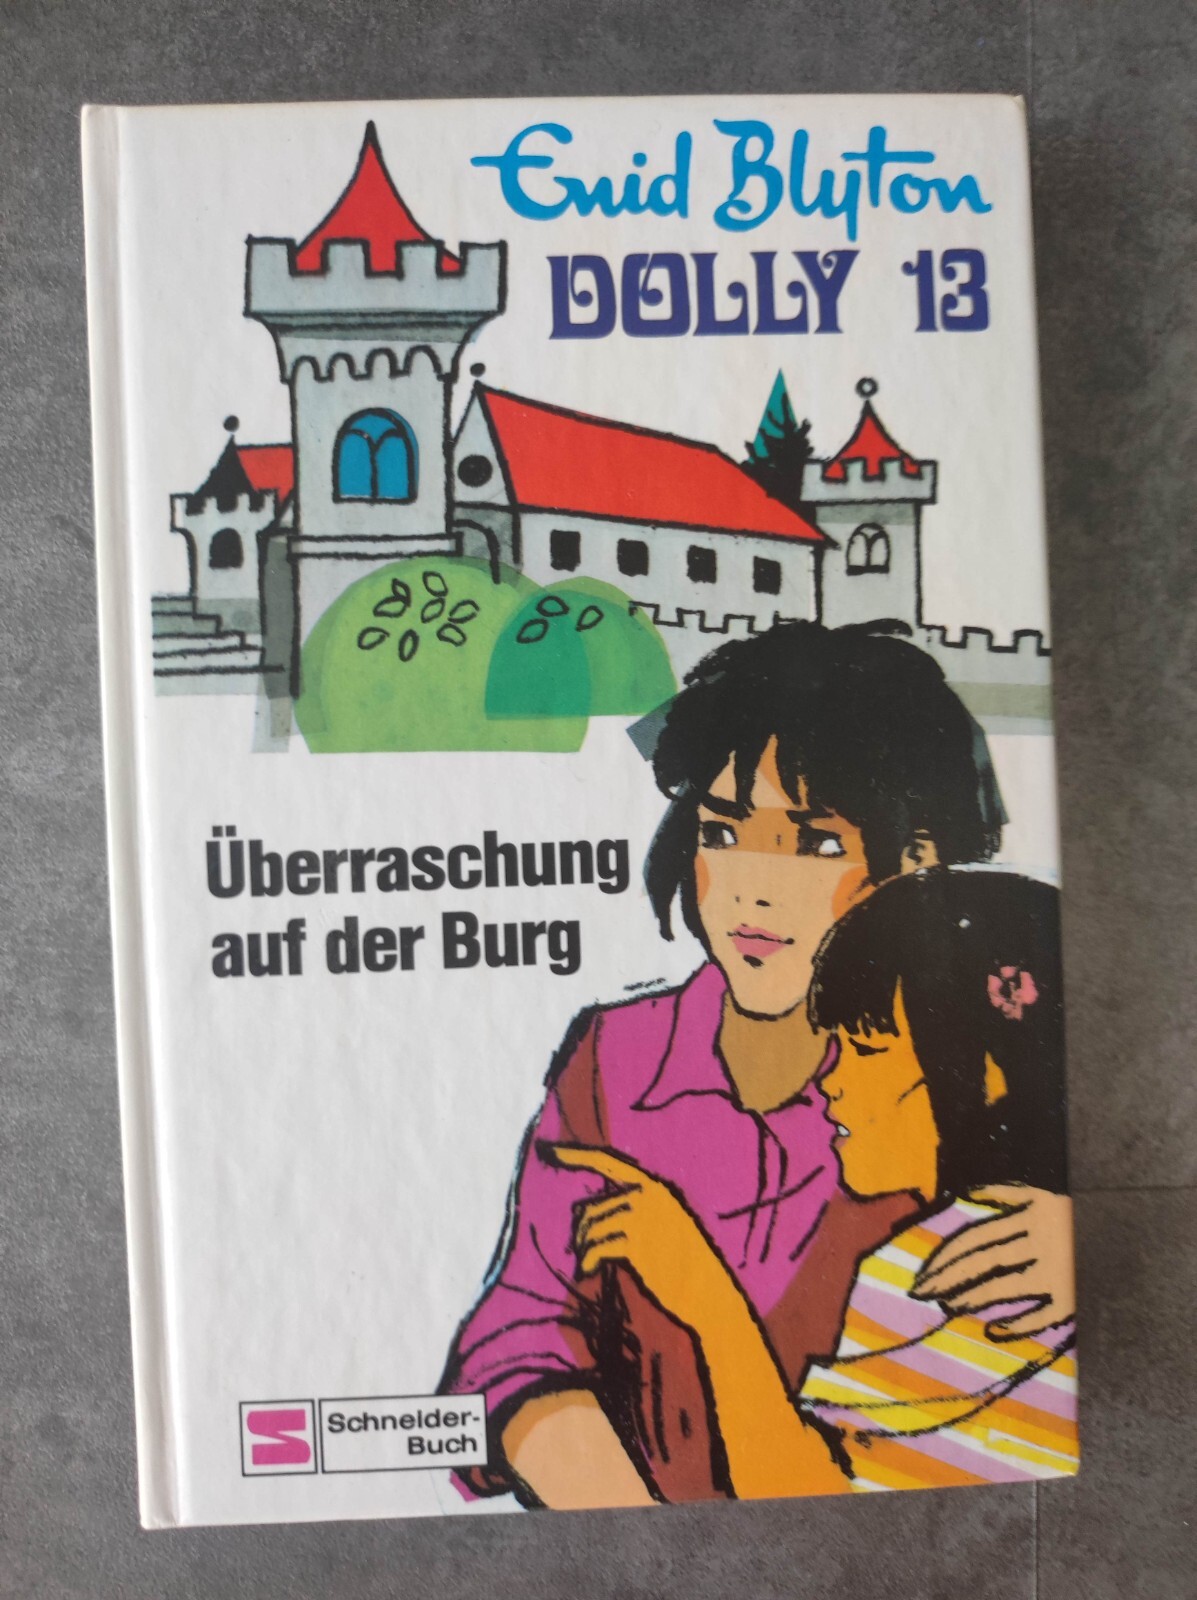 Enid Blyton
DOLLY 13
Überraschung
auf der Burg
Schneider-
Buch